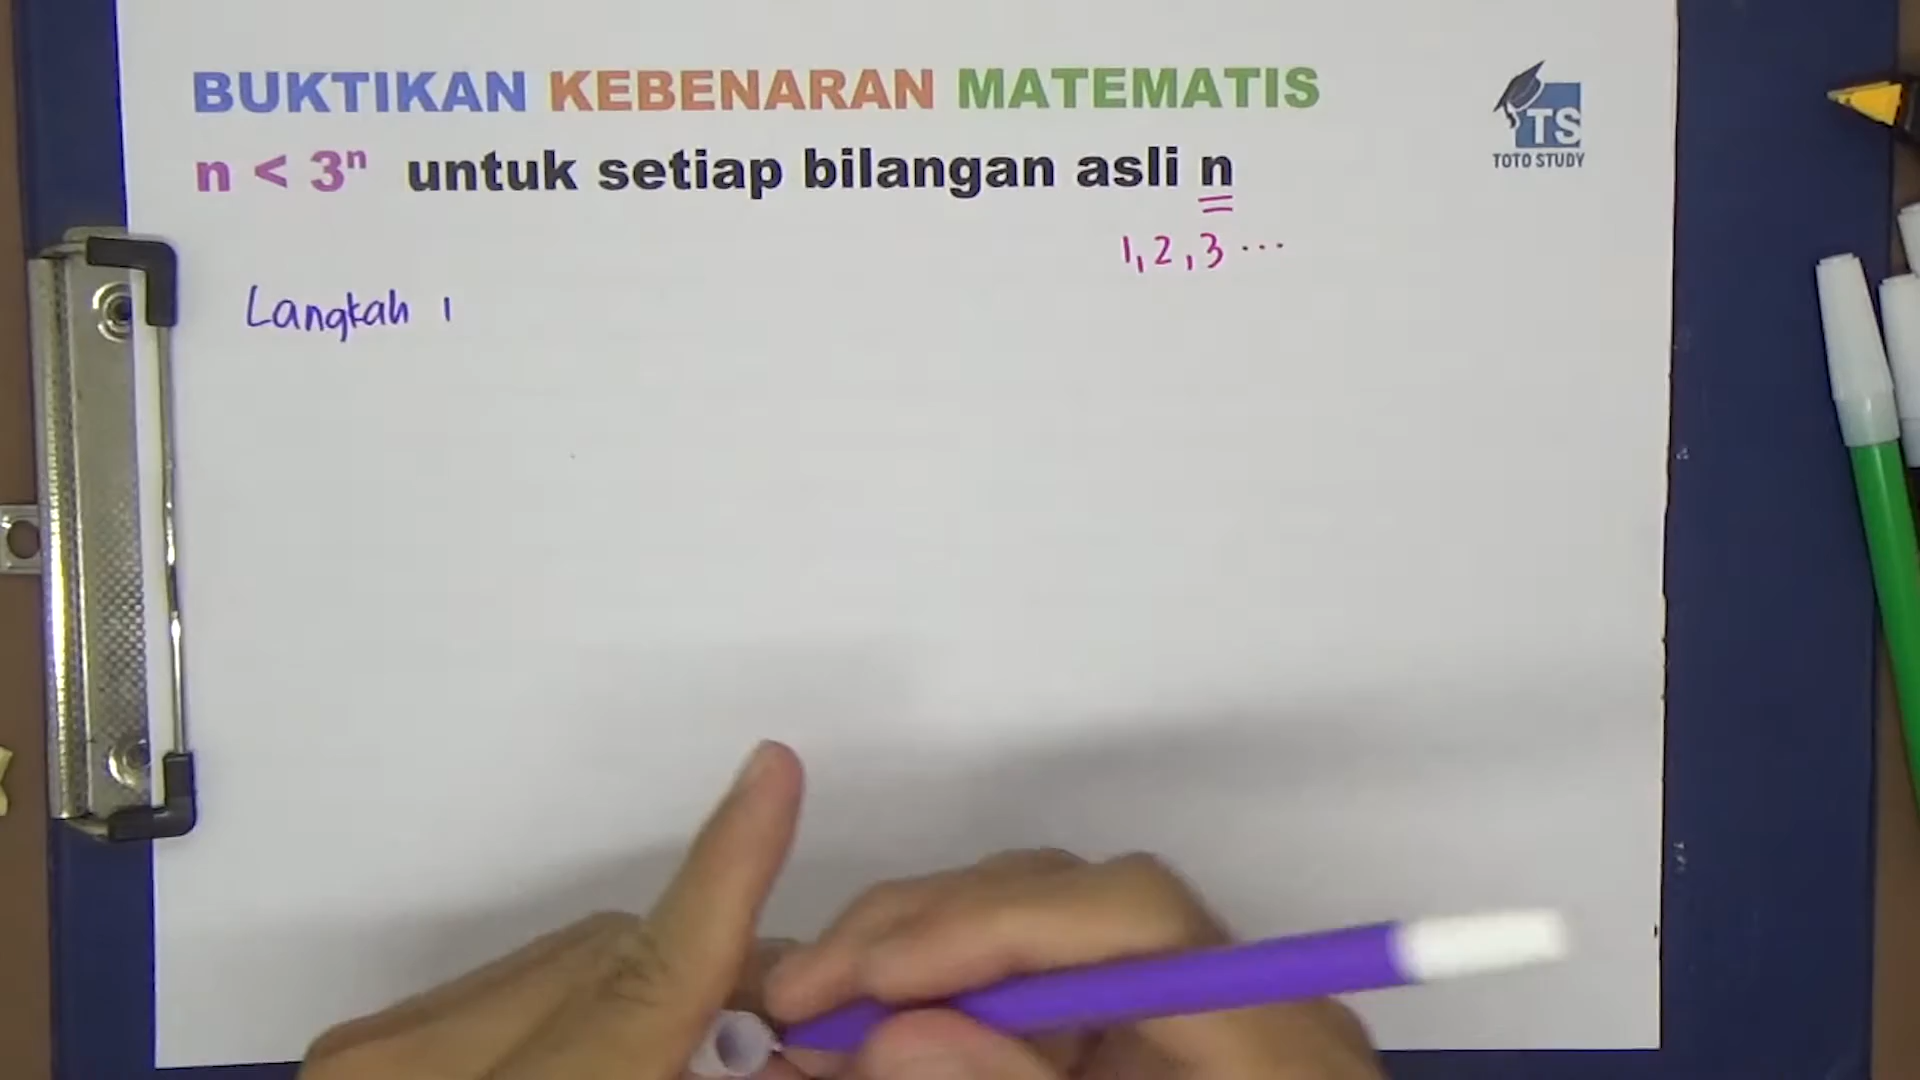 BUKTIKAN KEBENARAN MATEMATIS
n < 3ⁿ untuk setiap bilangan asli n
1, 2, 3 ...
Langkah 1
TS
TOTO STUDY